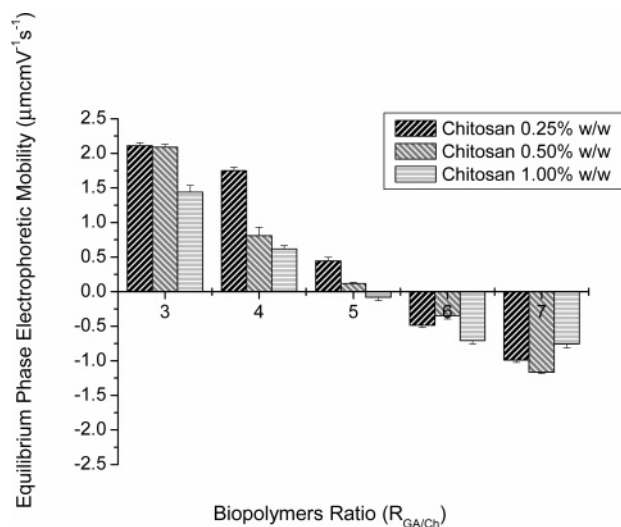 Equilibrium Phase Electrophoretic Mobility (μmcmV⁻¹s⁻¹)
2.5
2.0
1.5
1.0
0.5
0.0
-0.5
-1.0
-1.5
-2.0
-2.5
Chitosan 0.25% w/w
Chitosan 0.50% w/w
Chitosan 1.00% w/w
3 4 5 6 7
Biopolymers Ratio (R_GA/Ch)